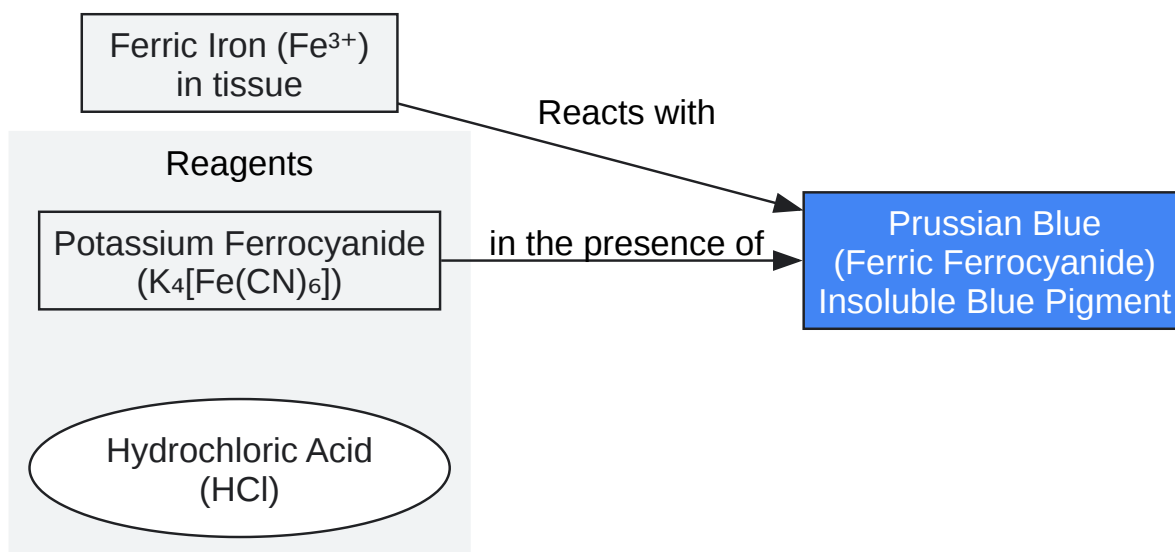 Ferric Iron (Fe³⁺)
in tissue
Reacts with
Reagents
Potassium Ferrocyanide
(K₄[Fe(CN)₆])
in the presence of
Prussian Blue
(Ferric Ferrocyanide)
Insoluble Blue Pigment
Hydrochloric Acid
(HCl)